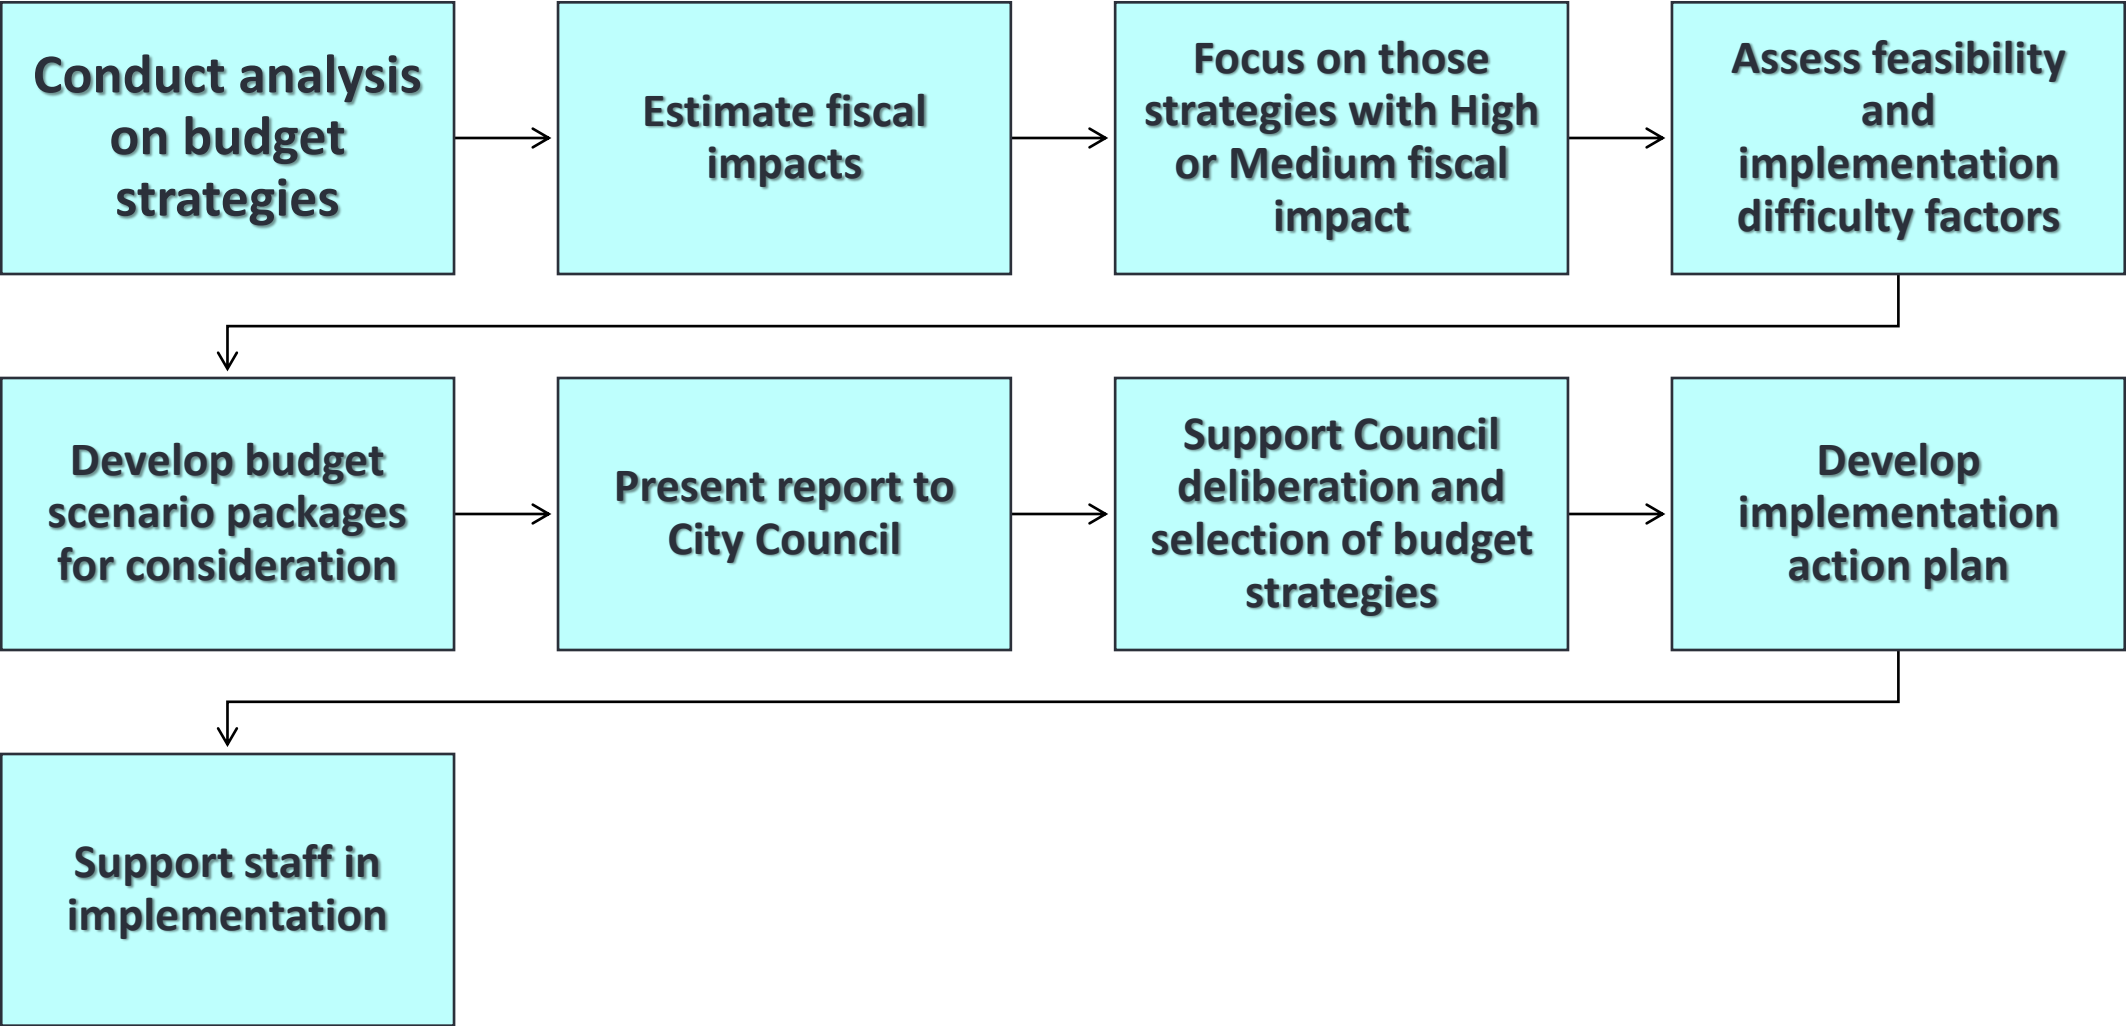 Conduct analysis
on budget
strategies
Estimate fiscal
impacts
Focus on those
strategies with High
or Medium fiscal
impact
Assess feasibility
and
implementation
difficulty factors
Develop budget
scenario packages
for consideration
Present report to
City Council
Support Council
deliberation and
selection of budget
strategies
Develop
implementation
action plan
Support staff in
implementation